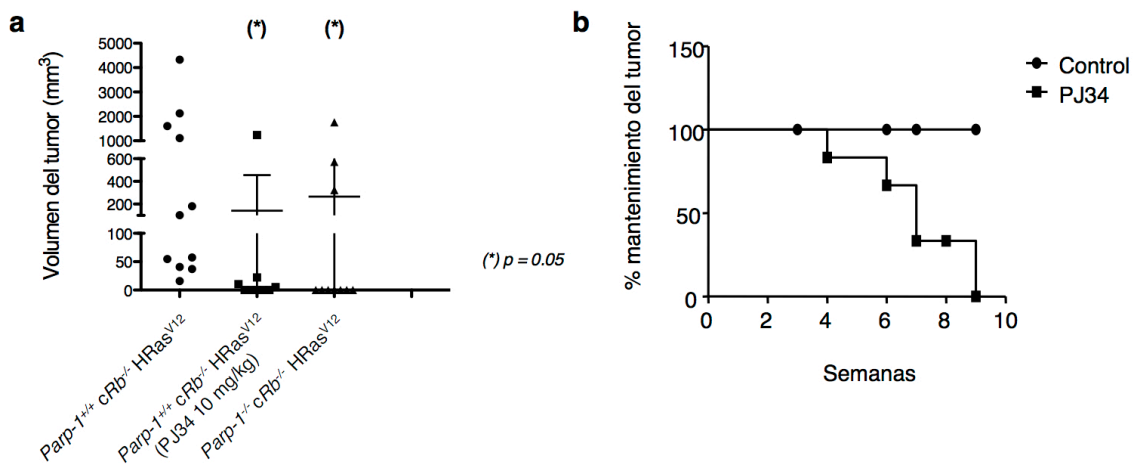 a
(*)
(*)
Volumen del tumor (mm³)
5000
4000
3000
2000
1000
600
400
200
100
50
0
(*) p = 0.05
Parp-1+/+ cRb-/- HRasV12
Parp-1+/+ cRb-/- HRasV12
(PJ34 10 mg/kg)
Parp-1-/- cRb-/- HRasV12
b
% mantenimiento del tumor
150
100
50
0
0
2
4
6
8
10
Semanas
Control
PJ34